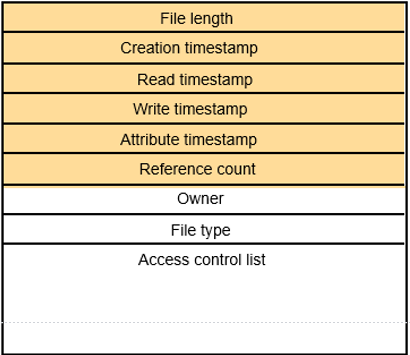 File length
Creation timestamp
Read timestamp
Write timestamp
Attribute timestamp
Reference count
Owner
File type
Access control list